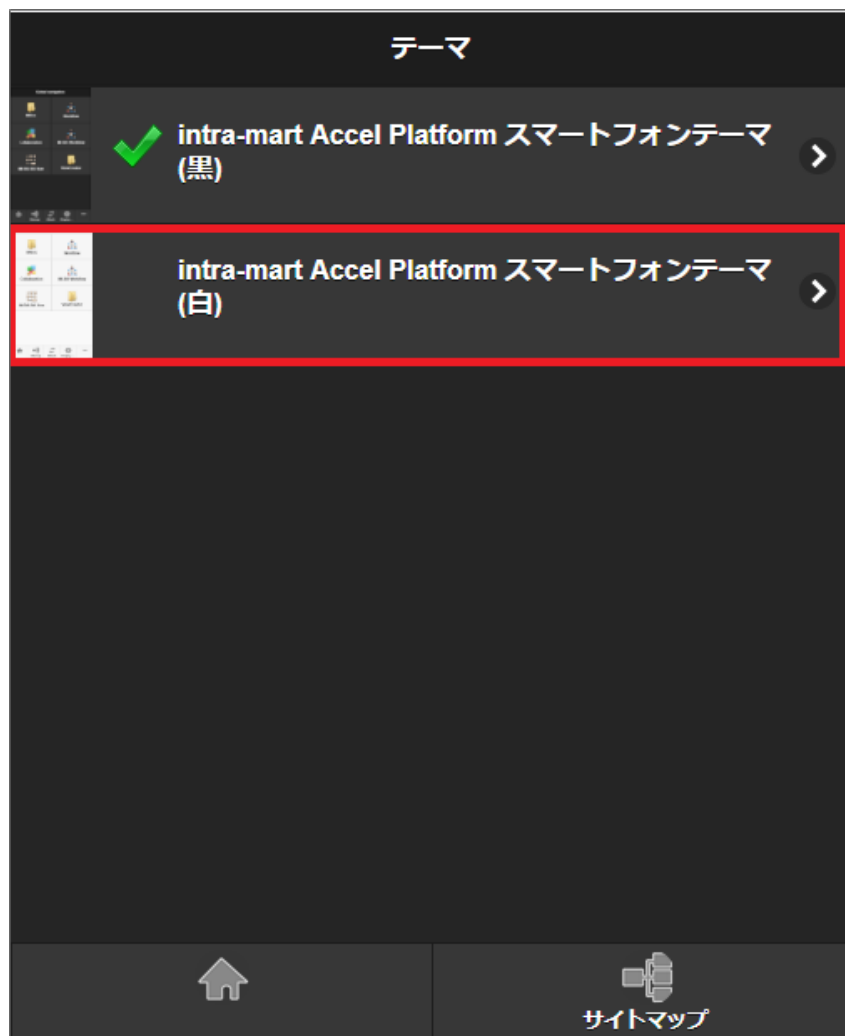 テーマ
intra-mart Accel Platform スマートフォンテーマ
(黒)
intra-mart Accel Platform スマートフォンテーマ
(白)
サイトマップ